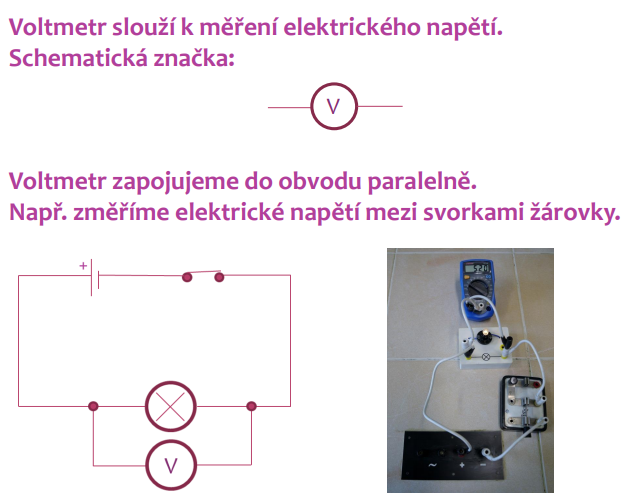 Voltmetr slouží k měření elektrického napětí.
Schematická značka:
V
Voltmetr zapojujeme do obvodu paralelně.
Např. změříme elektrické napětí mezi svorkami žárovky.
+
V
~ + −